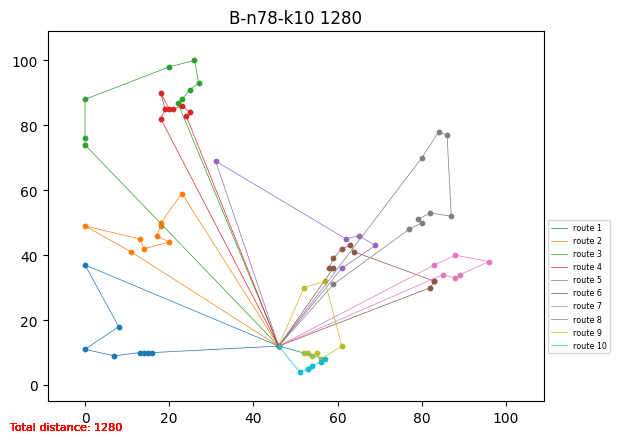 B-n78-k10 1280
100
80
60
40
20
0
0 20 40 60 80 100
route 1
route 2
route 3
route 4
route 5
route 6
route 7
route 8
route 9
route 10
Total distance: 1280